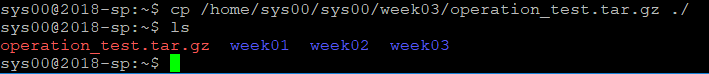 sys00@2018-sp:~$ cp /home/sys00/sys00/week03/operation_test.tar.gz ./
sys00@2018-sp:~$ ls
operation_test.tar.gz  week01  week02  week03
sys00@2018-sp:~$